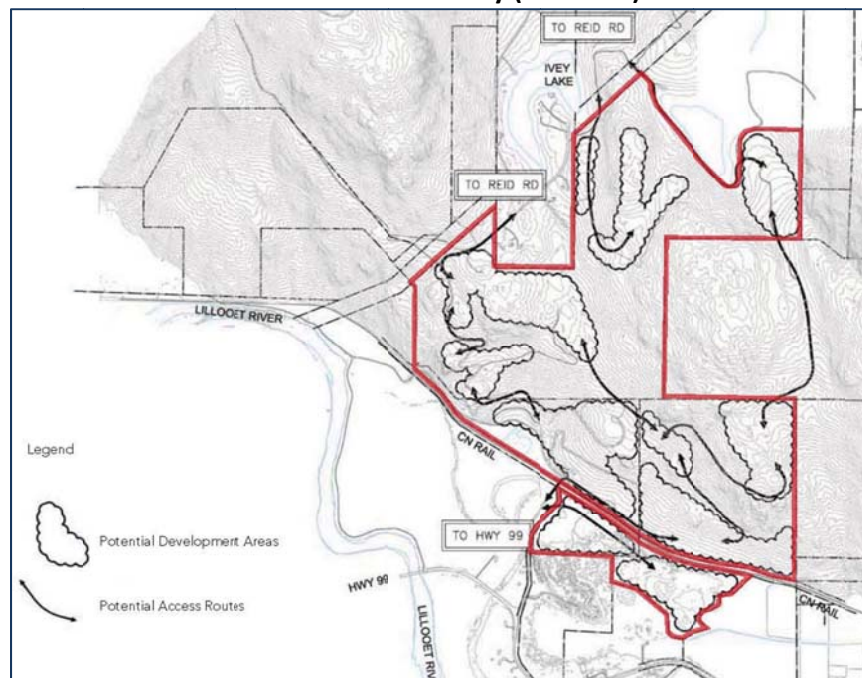 TO REID RD
IVEY
LAKE
TO REID RD
LILLOOET RIVER
CN RAIL
Legend
Potential Development Areas
TO HWY 99
HWY 99
Potential Access Routes
LILLOOET RIVER
CN RAIL